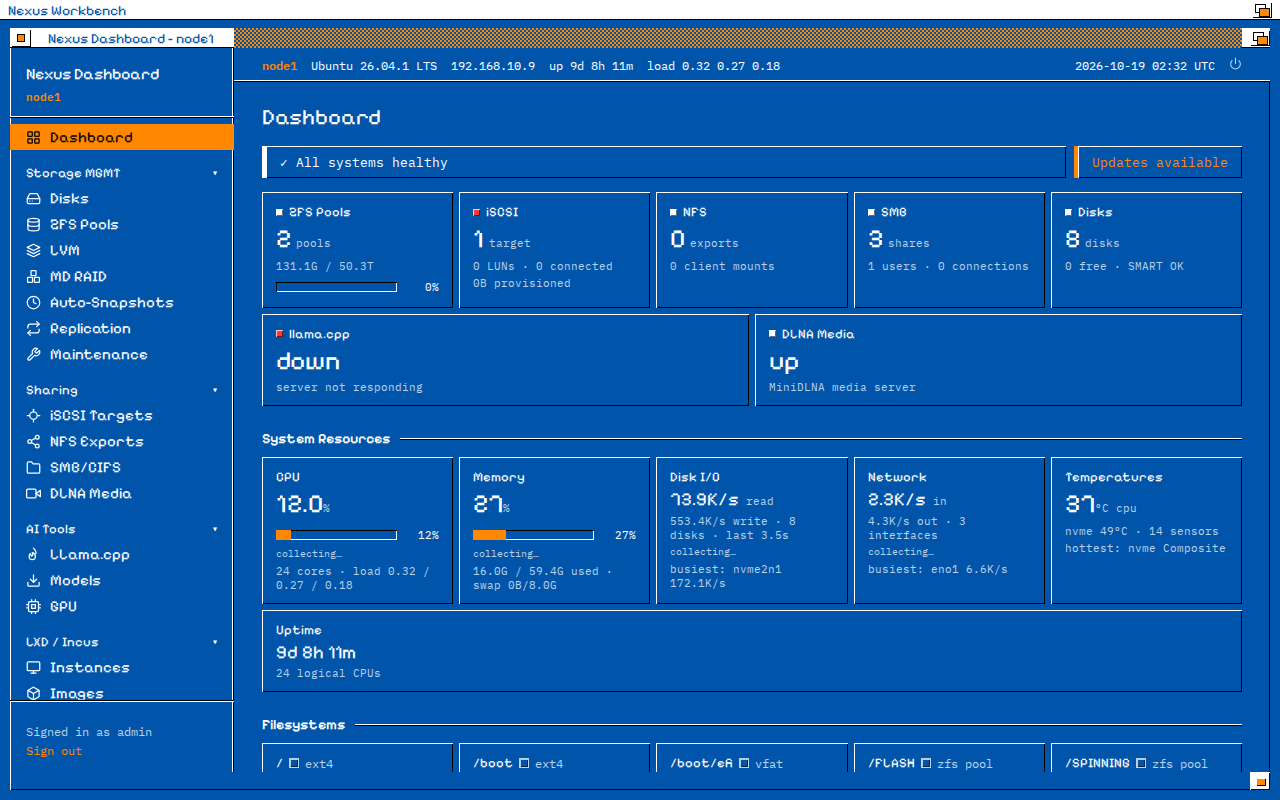 Nexus Workbench
Nexus Dashboard - node1
Nexus Dashboard
node1
node1 Ubuntu 26.04.1 LTS 192.168.10.9 up 9d 8h 11m load 0.32 0.27 0.18
2026-10-19 02:32 UTC
Dashboard
Storage MGMT
Disks
ZFS Pools
LVM
MD RAID
Auto-Snapshots
Replication
Maintenance
Sharing
iSCSI Targets
NFS Exports
SMB/CIFS
DLNA Media
AI Tools
LLama.cpp
Models
GPU
LXD / Incus
Instances
Images
Signed in as admin
Sign out
Dashboard
✓ All systems healthy
Updates available
ZFS Pools
2 pools
131.1G / 50.3T
0%
iSCSI
1 target
0 LUNs · 0 connected
0B provisioned
NFS
0 exports
0 client mounts
SMB
3 shares
1 users · 0 connections
Disks
8 disks
0 free · SMART OK
llama.cpp
down
server not responding
DLNA Media
up
MiniDLNA media server
System Resources
CPU
12.0%
12%
collecting…
24 cores · load 0.32 /
0.27 / 0.18
Memory
27%
27%
collecting…
16.0G / 59.4G used ·
swap 0B/8.0G
Disk I/O
73.9K/s read
553.4K/s write · 8
disks · last 3.5s
collecting…
busiest: nvme2n1
172.1K/s
Network
2.3K/s in
4.3K/s out · 3
interfaces
collecting…
busiest: eno1 6.6K/s
Temperatures
37°C cpu
nvme 49°C · 14 sensors
hottest: nvme Composite
Uptime
9d 8h 11m
24 logical CPUs
Filesystems
/ ext4
/boot ext4
/boot/efi vfat
/FLASH zfs pool
/SPINNING zfs pool